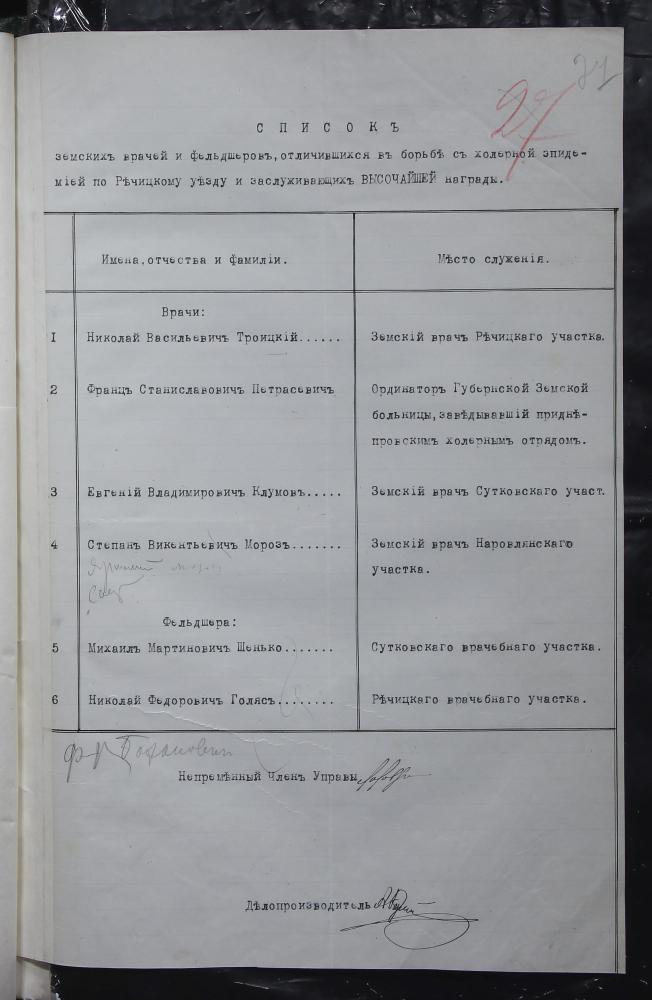 27
С П И С О К Ъ
земскихъ врачей и фельдшеровъ,отличившихся въ борьбѣ съ холерной эпиде-
міей по Рѣчицкому уѣзду и заслуживающихъ ВЫСОЧАЙШЕЙ награды.
Имена,отчества и фамиліи. Мѣсто служенія.
Врачи:
I Николай Васильевичъ Троицкій...... Земскій врач Рѣчицкаго участка.
2 Францъ Станиславовичъ Петрасевичъ Ординаторъ Губернской Земской
больницы,завѣдывавшій приднѣ-
провскимъ холернымъ отрядомъ.
3 Евгеній Владимировичъ Клумовъ..... Земскій врач Сутковскаго участ.
4 Степанъ Викентьевичъ Морозъ....... Земскій врачъ Наровлянскаго
участка.
Фельдшера:
5 Михаилъ Мартиновичъ Шенько....... Сутковскаго врачебнаго участка.
6 Николай Федоровичъ Голясъ........ Рѣчицкаго врачебнаго участка.
Непремѣнный Членъ Управы
Дѣлопроизводитель